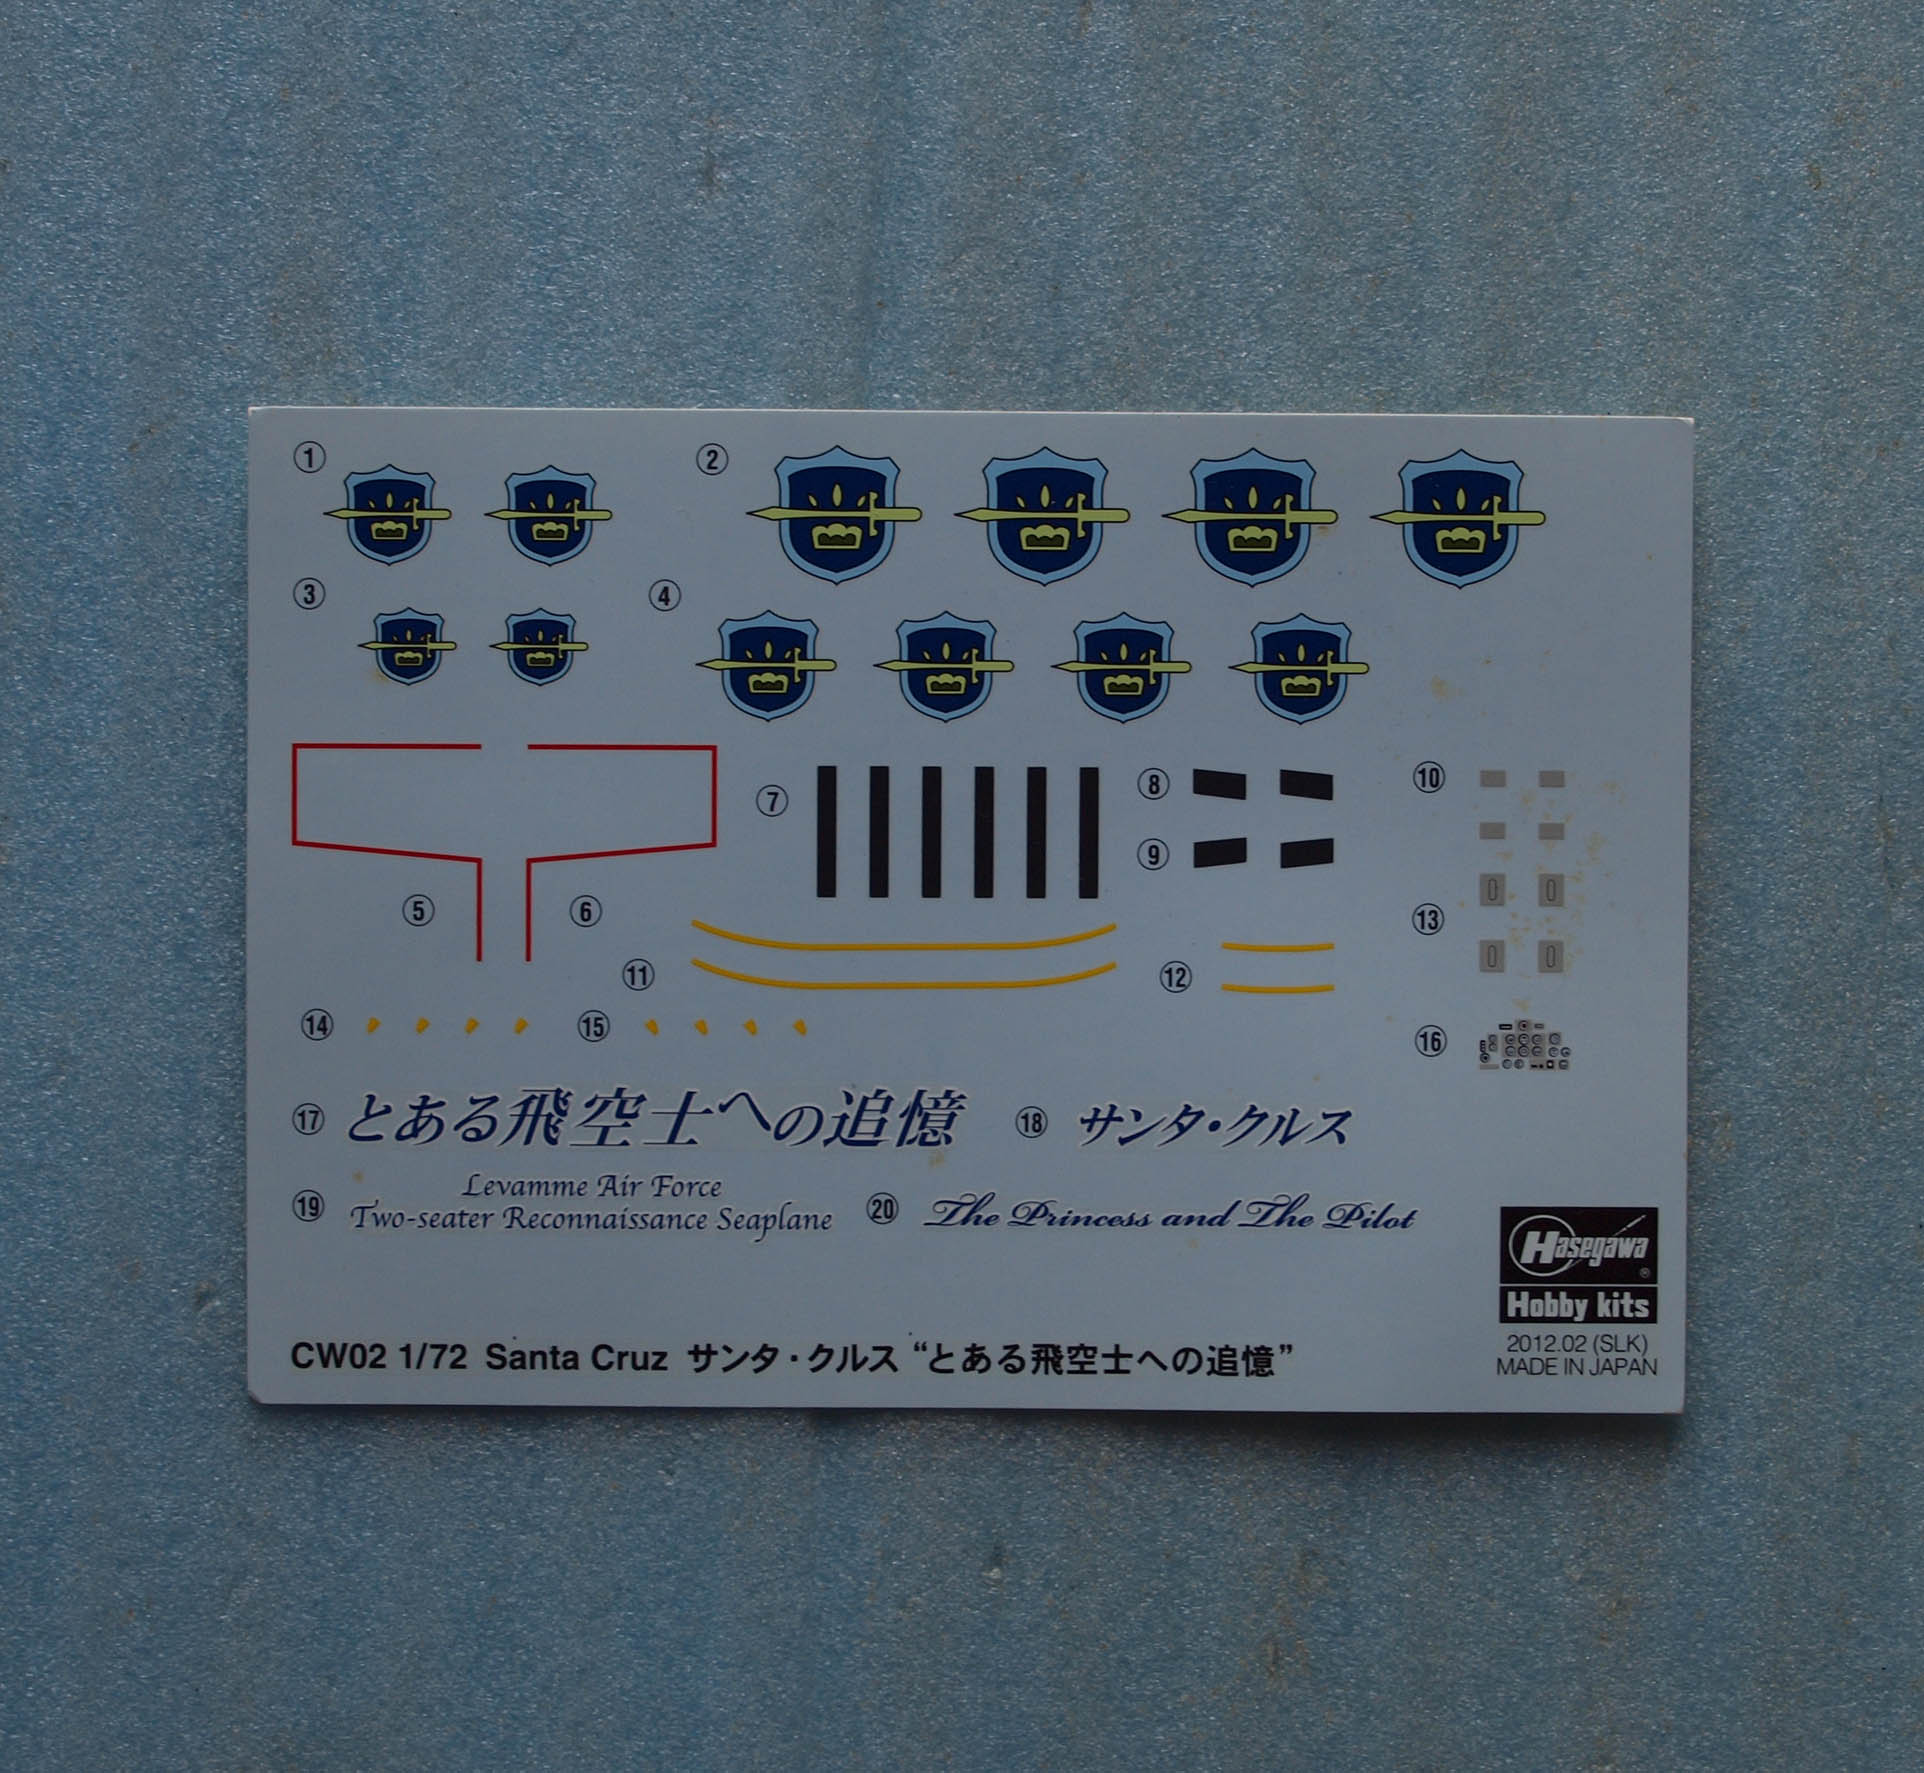 ① ②
③ ④
⑦ ⑧ ⑩
⑨
⑤ ⑥ ⑬
⑪ ⑫
⑭ ⑮ ⑯
⑰ とある飛空士への追憶 ⑱ サンタ・クルス
⑲ Levamme Air Force
Two-seater Reconnaissance Seaplane
⑳ The Princess and The Pilot
Hasegawa®
Hobby kits
2012.02 (SLK)
MADE IN JAPAN
CW02 1/72 Santa Cruz サンタ・クルス “とある飛空士への追憶”